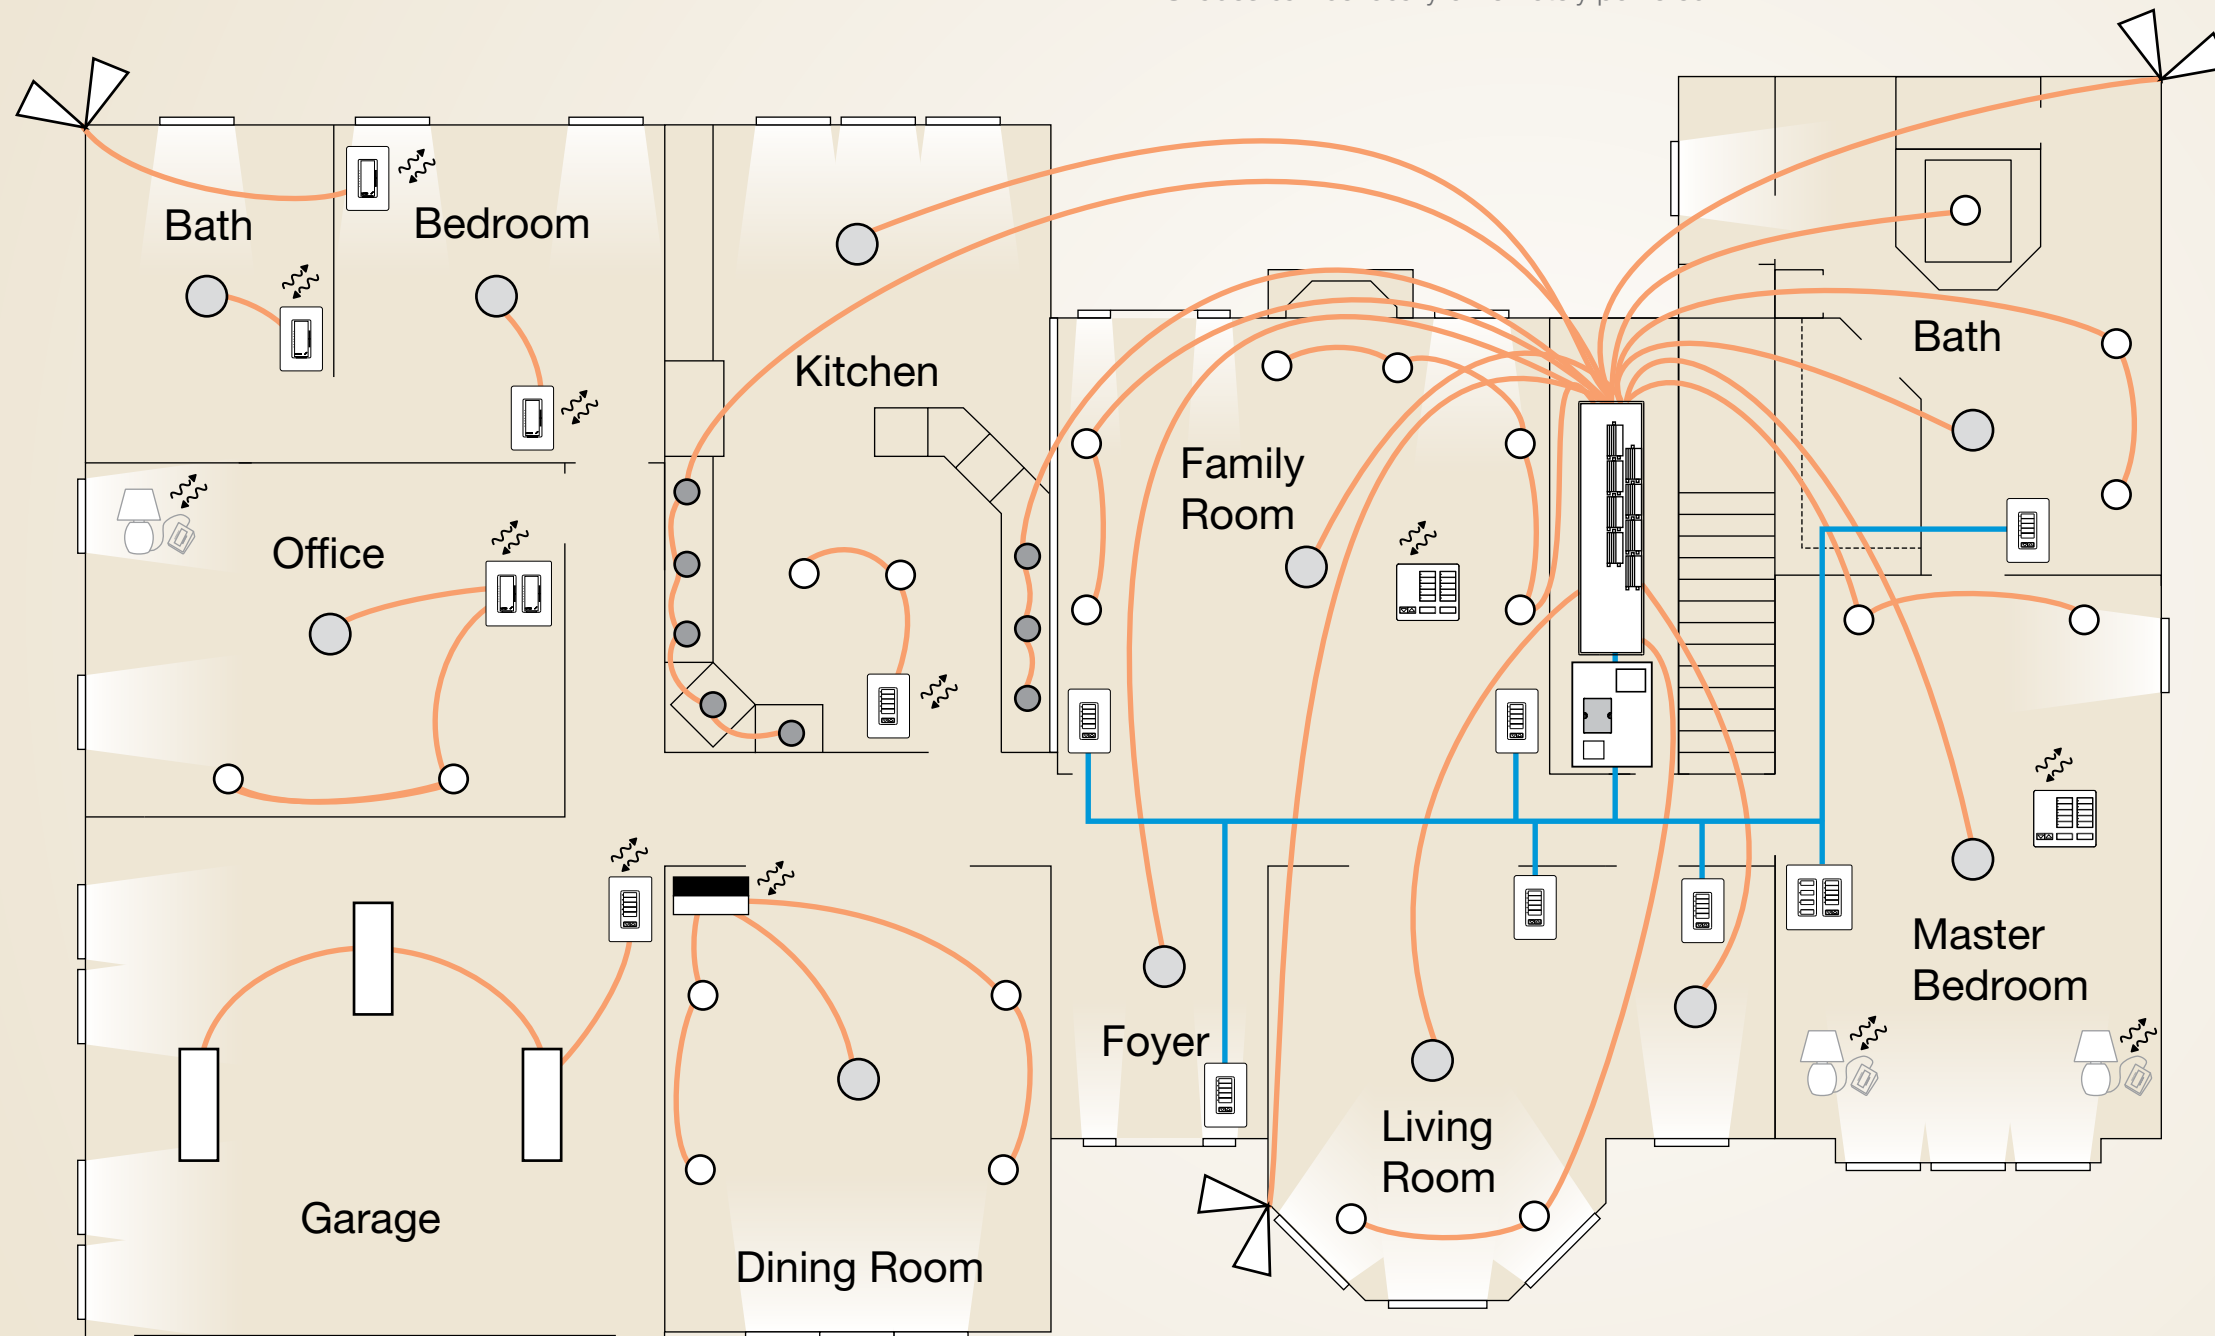 Bath
Bedroom
Kitchen
Bath
Family
Room
Office
Master
Bedroom
Foyer
Living
Room
Garage
Dining Room